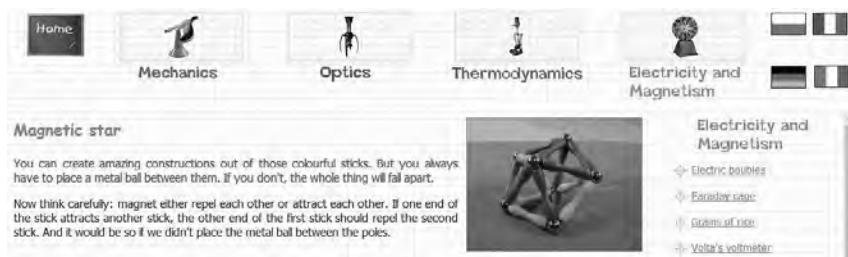 Home
Mechanics
Optics
Thermodynamics
Electricity and
Magnetism
Magnetic star
You can create amazing constructions out of those colourful sticks. But you always
have to place a metal ball between them. If you don't, the whole thing will fall apart.
Now think carefully: magnet either repel each other or attract each other. If one end of
the stick attracts another stick, the other end of the first stick should repel the second
stick. And it would be so if we didn't place the metal ball between the poles.
Electricity and
Magnetism
Electric baubles
Faraday cage
Grains of rice
Volta's voltmeter